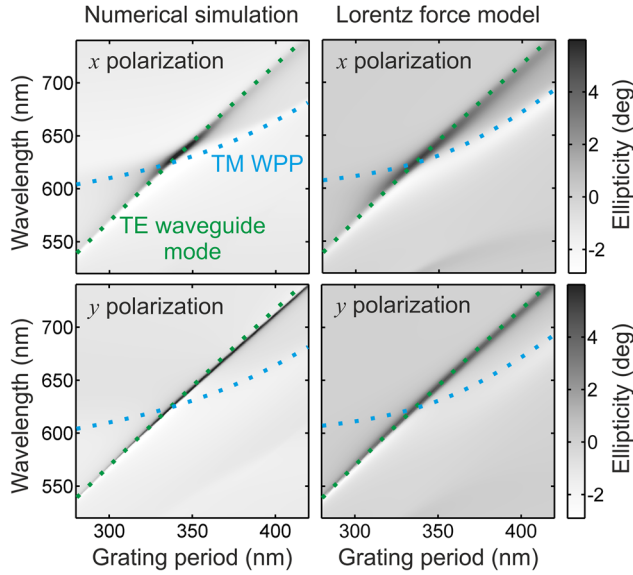 Numerical simulation
Lorentz force model
x polarization
x polarization
TM WPP
TE waveguide
mode
Wavelength (nm)
700
650
600
550
4
2
0
-2
Ellipticity (deg)
y polarization
y polarization
Wavelength (nm)
700
650
600
550
300
350
400
300
350
400
Grating period (nm)
Grating period (nm)
4
2
0
-2
Ellipticity (deg)